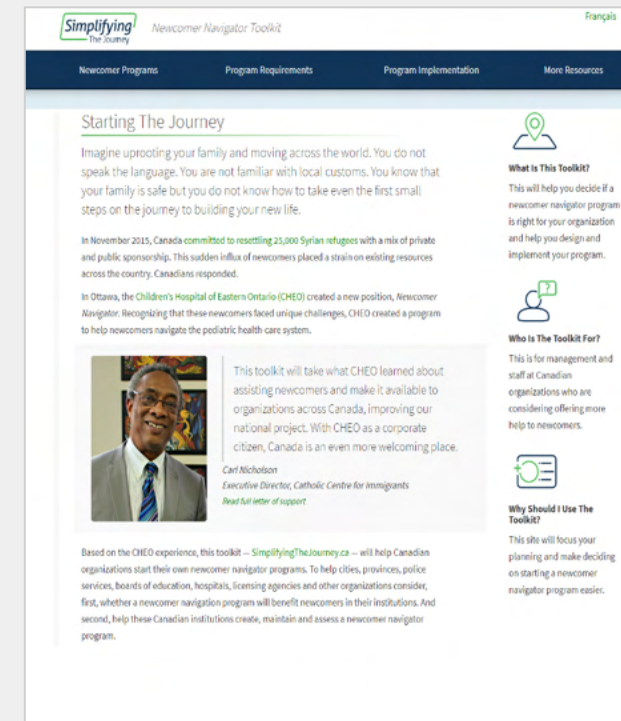 Simplifying
The Journey
Newcomer Navigator Toolkit
Français
Newcomer Programs
Program Requirements
Program Implementation
More Resources
Starting The Journey
Imagine uprooting your family and moving across the world. You do not
speak the language. You are not familiar with local customs. You know that
your family is safe but you do not know how to take even the first small
steps on the journey to building your new life.
In November 2015, Canada committed to resettling 25,000 Syrian refugees with a mix of private
and public sponsorship. This sudden influx of newcomers placed a strain on existing resources
across the country. Canadians responded.
In Ottawa, the Children's Hospital of Eastern Ontario (CHEO) created a new position, Newcomer
Navigator. Recognizing that these newcomers faced unique challenges, CHEO created a program
to help newcomers navigate the pediatric health-care system.
This toolkit will take what CHEO learned about
assisting newcomers and make it available to
organizations across Canada, improving our
national project. With CHEO as a corporate
citizen, Canada is an even more welcoming place.
Carl Nicholson
Executive Director, Catholic Centre for Immigrants
Read full letter of support
Based on the CHEO experience, this toolkit — SimplifyingTheJourney.ca — will help Canadian
organizations start their own newcomer navigator programs. To help cities, provinces, police
services, boards of education, hospitals, licensing agencies and other organizations consider,
first, whether a newcomer navigation program will benefit newcomers in their institutions. And
second, help these Canadian institutions create, maintain and assess a newcomer navigator
program.
What Is This Toolkit?
This will help you decide if a
newcomer navigator program
is right for your organization
and help you design and
implement your program.
Who Is The Toolkit For?
This is for management and
staff at Canadian
organizations who are
considering offering more
help to newcomers.
Why Should I Use The
Toolkit?
This site will focus your
planning and make deciding
on starting a newcomer
navigator program easier.